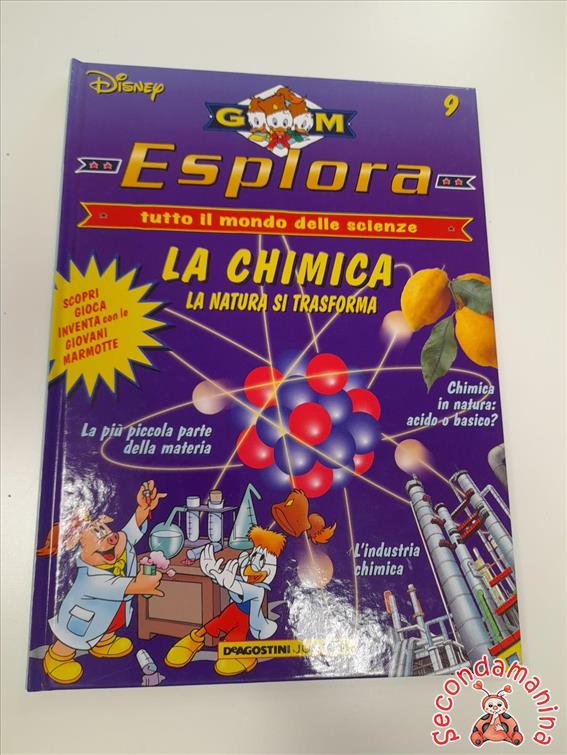 Disney
9
G M
Esplora
tutto il mondo delle scienze
LA CHIMICA
LA NATURA SI TRASFORMA
SCOPRI
GIOCA
INVENTA con le
GIOVANI
MARMOTTE
Chimica
in natura:
acido o basico?
La più piccola parte
della materia
L'industria
chimica
DeAGOSTINI
Secondamanina